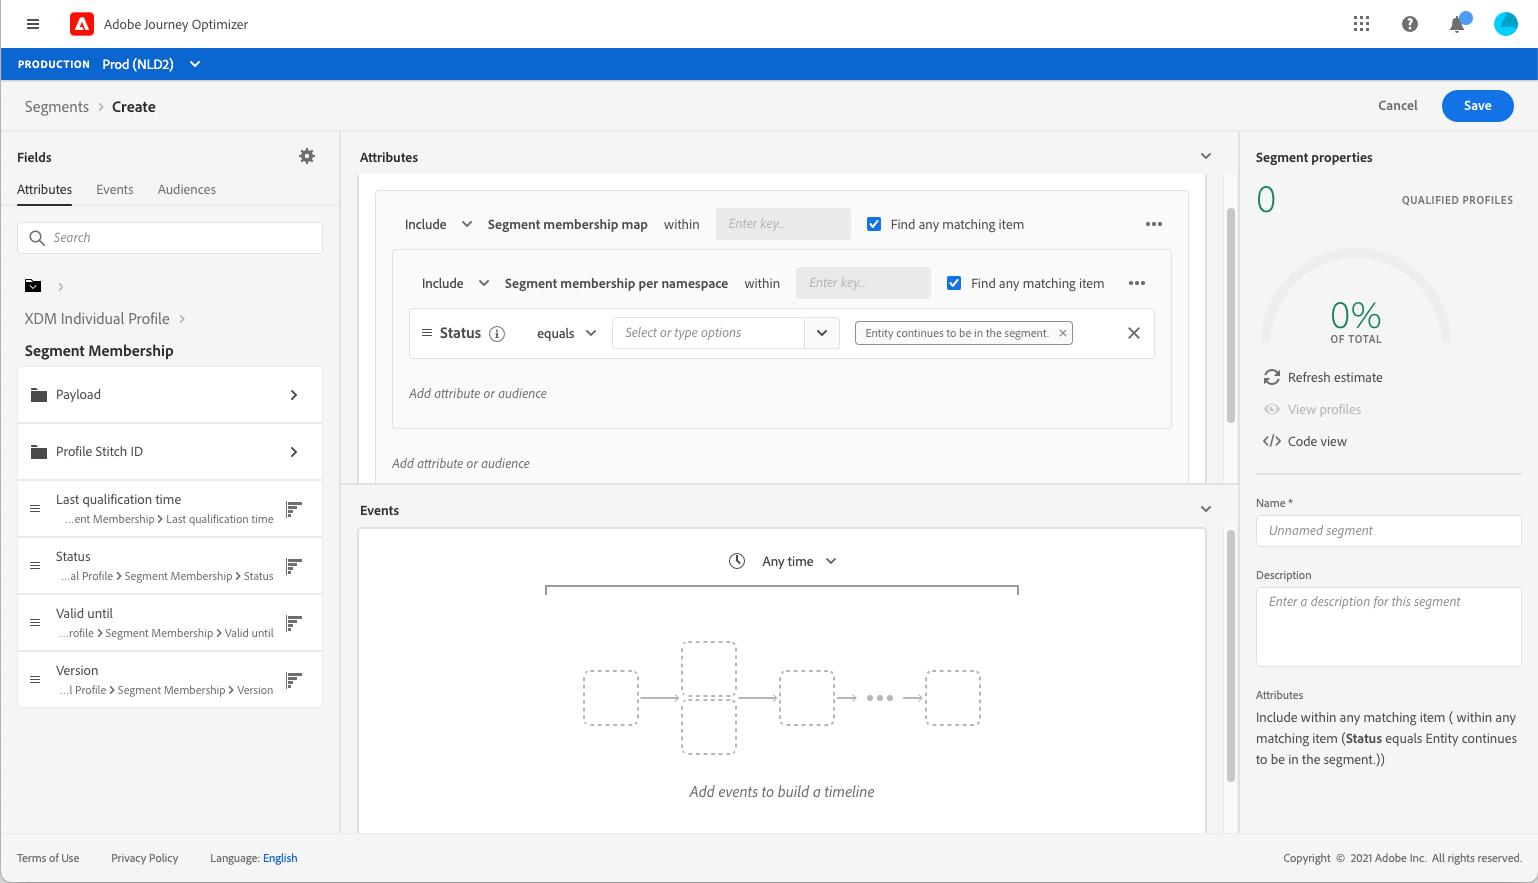 Adobe Journey Optimizer
PRODUCTION Prod (NLD2)
Segments > Create
Cancel Save
Fields
Attributes Events Audiences
Search
XDM Individual Profile >
Segment Membership
Payload
Profile Stitch ID
Last qualification time
...ent Membership > Last qualification time
Status
...al Profile > Segment Membership > Status
Valid until
...rofile > Segment Membership > Valid until
Version
...l Profile > Segment Membership > Version
Attributes
Include Segment membership map within Enter key... Find any matching item
Include Segment membership per namespace within Enter key... Find any matching item
Status equals Select or type options Entity continues to be in the segment.
Add attribute or audience
Add attribute or audience
Events
Any time
Add events to build a timeline
Segment properties
0 QUALIFIED PROFILES
0%
OF TOTAL
Refresh estimate
View profiles
Code view
Name *
Unnamed segment
Description
Enter a description for this segment
Attributes
Include within any matching item ( within any
matching item (Status equals Entity continues
to be in the segment.))
Terms of Use Privacy Policy Language: English
Copyright © 2021 Adobe Inc. All rights reserved.